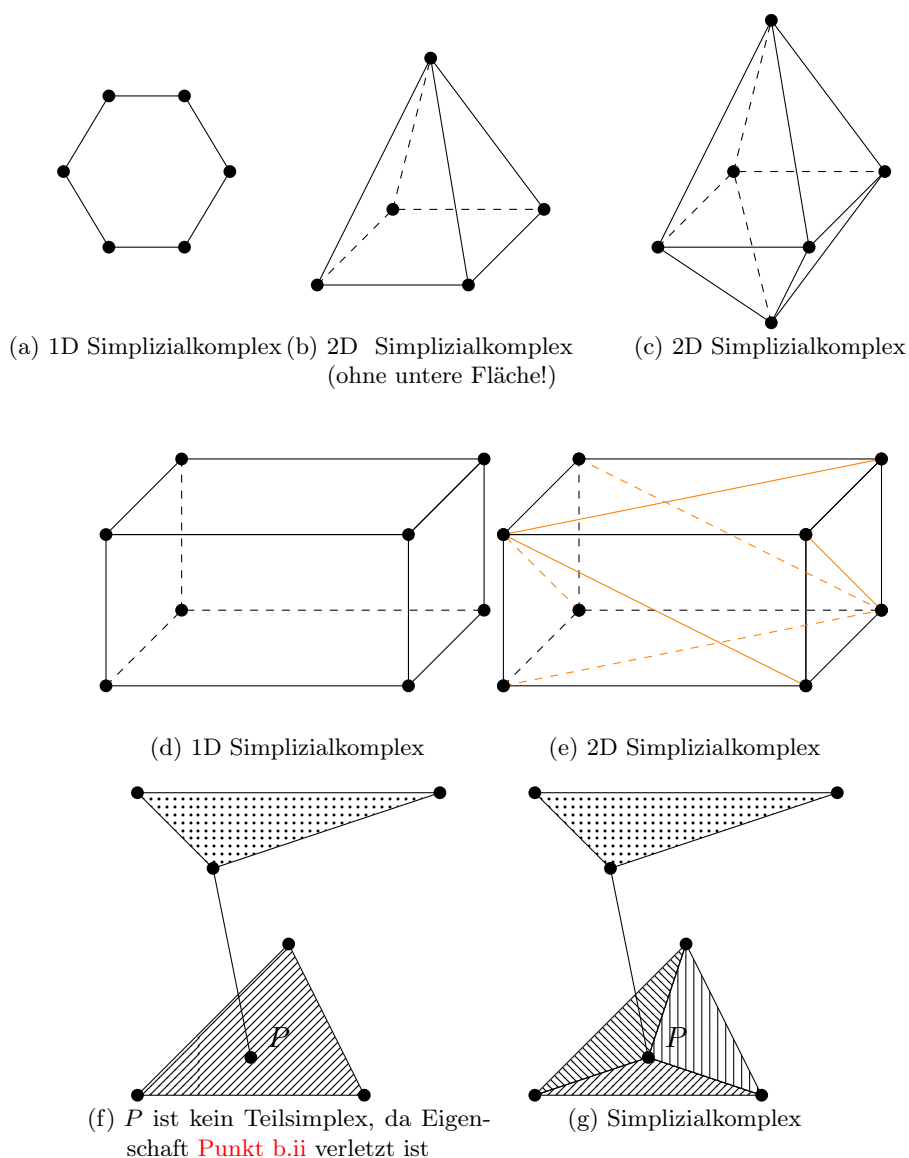 (a) 1D Simplizialkomplex
(b) 2D Simplizialkomplex
(ohne untere Fläche!)
(c) 2D Simplizialkomplex
(d) 1D Simplizialkomplex
(e) 2D Simplizialkomplex
P
P
(f) P ist kein Teilsimplex, da Eigen-
schaft Punkt b.ii verletzt ist
(g) Simplizialkomplex